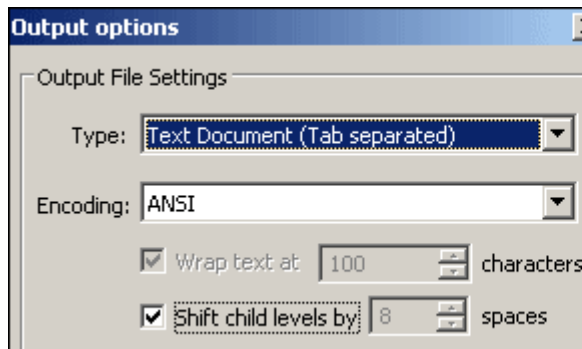 Output options
Output File Settings
Type: Text Document (Tab separated)
Encoding: ANSI
Wrap text at 100 characters
Shift child levels by 8 spaces